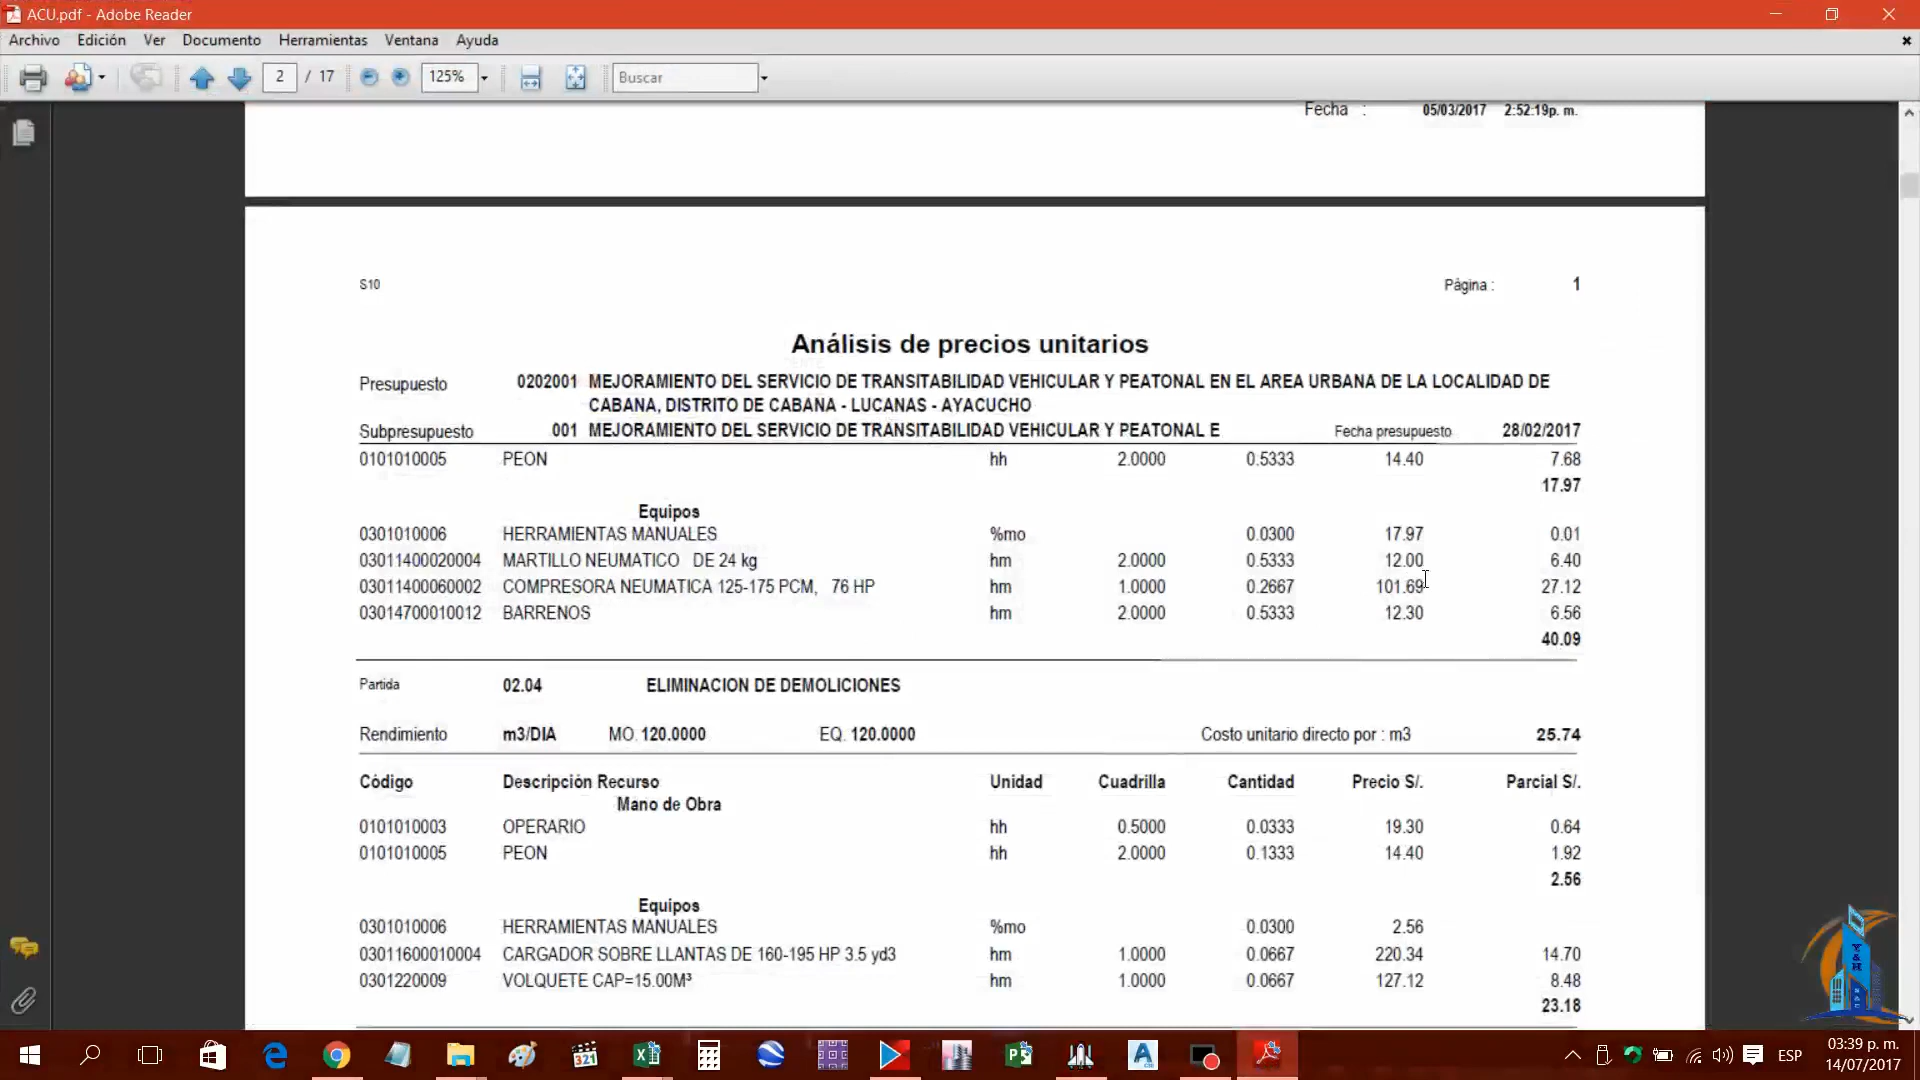 ACU.pdf - Adobe Reader
Archivo Edición Ver Documento Herramientas Ventana Ayuda
2 / 17 125% Buscar
Fecha : 05/03/2017 2:52:19p. m.
S10 Página : 1
Análisis de precios unitarios
Presupuesto 0202001 MEJORAMIENTO DEL SERVICIO DE TRANSITABILIDAD VEHICULAR Y PEATONAL EN EL AREA URBANA DE LA LOCALIDAD DE
CABANA, DISTRITO DE CABANA - LUCANAS - AYACUCHO
Subpresupuesto 001 MEJORAMIENTO DEL SERVICIO DE TRANSITABILIDAD VEHICULAR Y PEATONAL E Fecha presupuesto 28/02/2017
0101010005 PEON hh 2.0000 0.5333 14.40 7.68
17.97
Equipos
0301010006 HERRAMIENTAS MANUALES %mo 0.0300 17.97 0.01
03011400020004 MARTILLO NEUMATICO DE 24 kg hm 2.0000 0.5333 12.00 6.40
03011400060002 COMPRESORA NEUMATICA 125-175 PCM, 76 HP hm 1.0000 0.2667 101.69 27.12
03014700010012 BARRENOS hm 2.0000 0.5333 12.30 6.56
40.09
Partida 02.04 ELIMINACION DE DEMOLICIONES
Rendimiento m3/DIA MO. 120.0000 EQ. 120.0000 Costo unitario directo por : m3 25.74
Código Descripción Recurso Unidad Cuadrilla Cantidad Precio S/. Parcial S/.
Mano de Obra
0101010003 OPERARIO hh 0.5000 0.0333 19.30 0.64
0101010005 PEON hh 2.0000 0.1333 14.40 1.92
2.56
Equipos
0301010006 HERRAMIENTAS MANUALES %mo 0.0300 2.56
03011600010004 CARGADOR SOBRE LLANTAS DE 160-195 HP 3.5 yd3 hm 1.0000 0.0667 220.34 14.70
0301220009 VOLQUETE CAP=15.00M³ hm 1.0000 0.0667 127.12 8.48
23.18
ESP 03:39 p. m.
14/07/2017